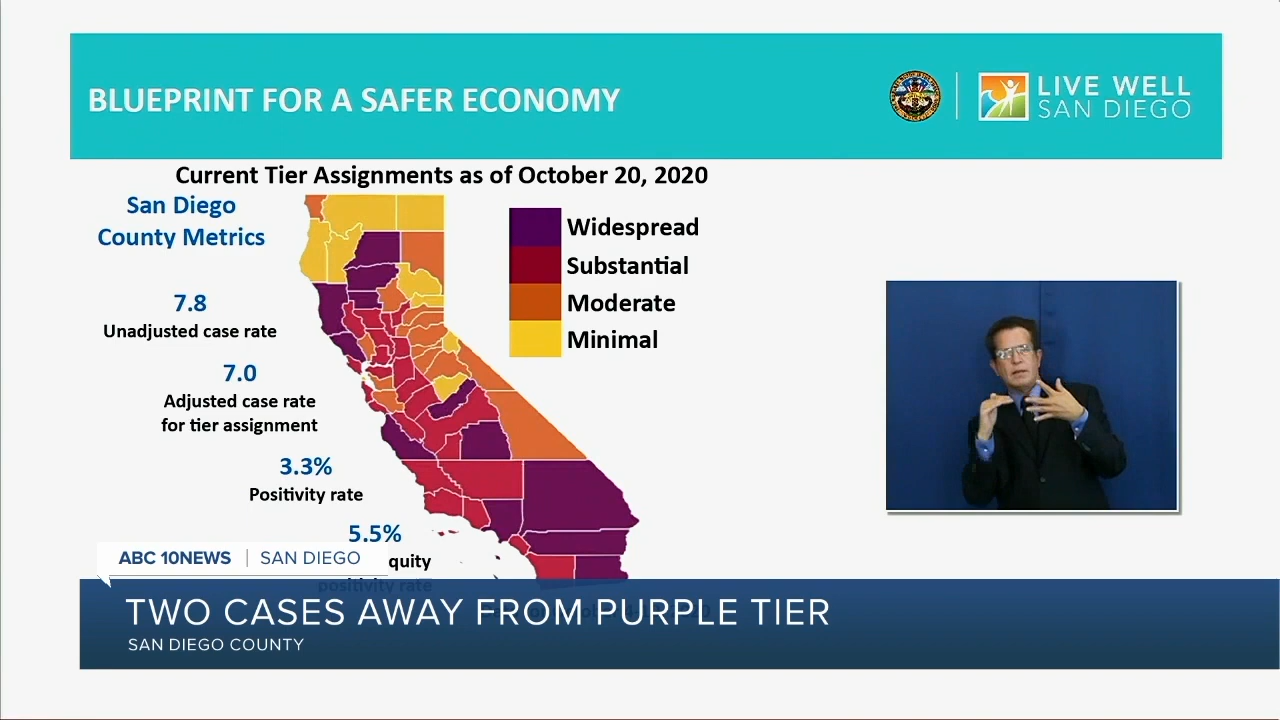 BLUEPRINT FOR A SAFER ECONOMY
LIVE WELL
SAN DIEGO
Current Tier Assignments as of October 20, 2020
San Diego
County Metrics
Widespread
Substantial
Moderate
Minimal
7.8
Unadjusted case rate
7.0
Adjusted case rate
for tier assignment
3.3%
Positivity rate
5.5%
quity
positivity rate
ABC 10NEWS | SAN DIEGO
TWO CASES AWAY FROM PURPLE TIER
SAN DIEGO COUNTY